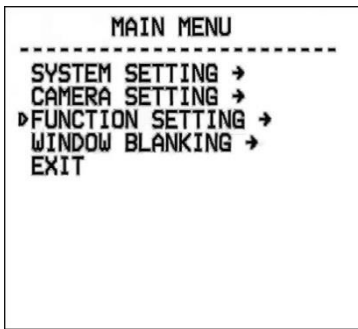 MAIN MENU
------------------------
SYSTEM SETTING →
CAMERA SETTING →
▷FUNCTION SETTING →
WINDOW BLANKING →
EXIT